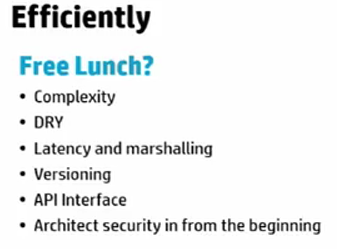 Efficiently
Free Lunch?
• Complexity
• DRY
• Latency and marshalling
• Versioning
• API Interface
• Architect security in from the beginning